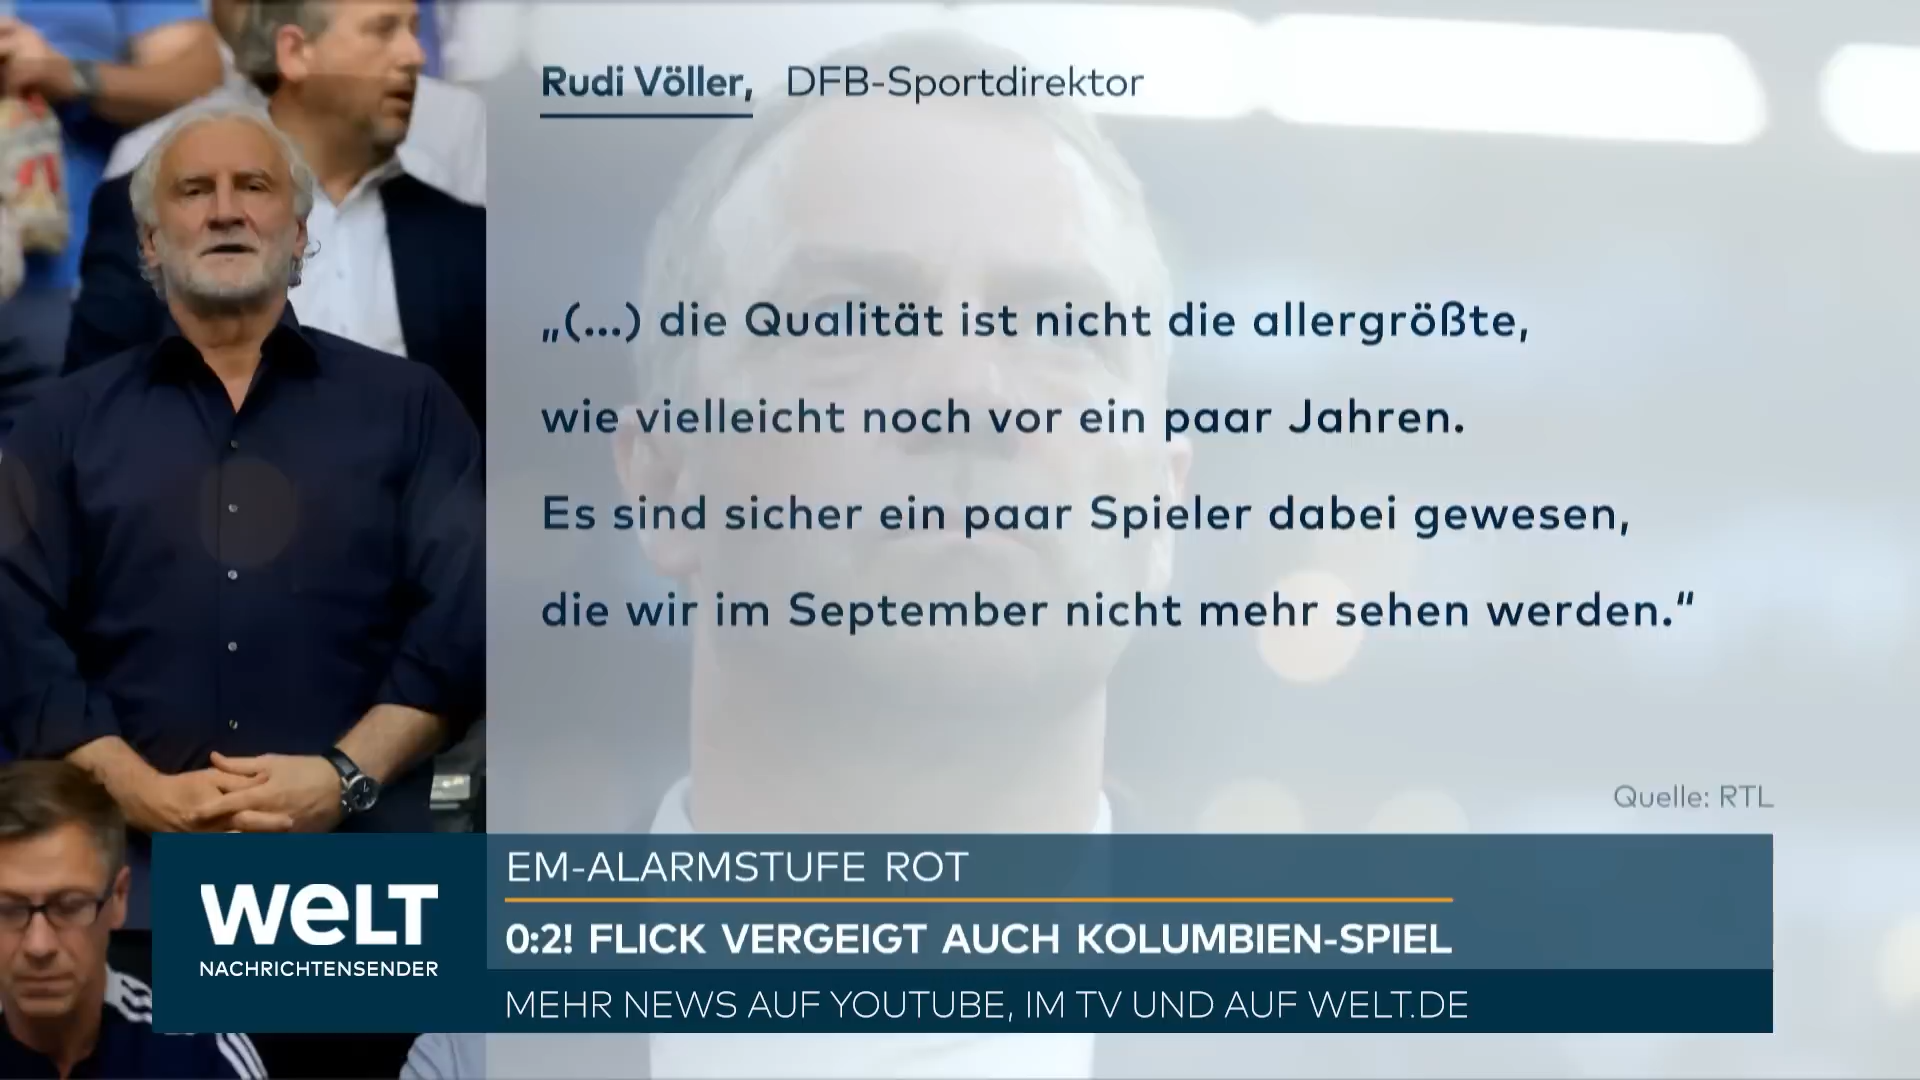 Rudi Völler, DFB-Sportdirektor
„(...) die Qualität ist nicht die allergrößte,
wie vielleicht noch vor ein paar Jahren.
Es sind sicher ein paar Spieler dabei gewesen,
die wir im September nicht mehr sehen werden.“
Quelle: RTL
EM-ALARMSTUFE ROT
0:2! FLICK VERGEIGT AUCH KOLUMBIEN-SPIEL
MEHR NEWS AUF YOUTUBE, IM TV UND AUF WELT.DE
WELT
NACHRICHTENSENDER